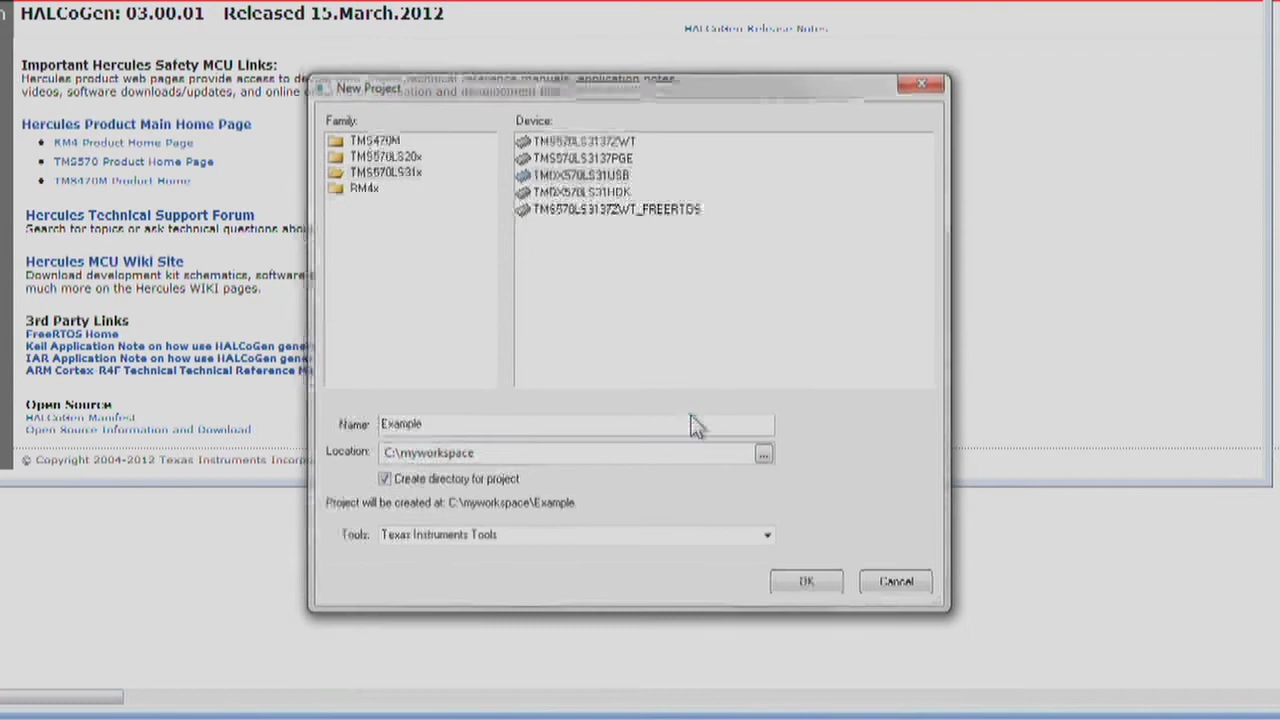 HALCoGen: 03.00.01 Released 15.March.2012
HALCoGen Release Notes
Important Hercules Safety MCU Links:
Hercules product web pages provide access to technical reference manuals, application notes,
videos, software downloads/updates, and online
Hercules Product Main Home Page
RM4 Product Home Page
TMS570 Product Home Page
TMS470M Product Home
Hercules Technical Support Forum
Search for topics or ask technical questions
Hercules MCU Wiki Site
Download development kit schematics, software
much more on the Hercules WIKI pages.
3rd Party Links
FreeRTOS Home
Keil Application Note on how use HALCoGen
IAR Application Note on how use HALCoGen
ARM Cortex-R4F Technical Technical Reference
Open Source
HALCoGen Manifest
Open Source Information and Download
© Copyright 2004-2012 Texas Instruments
New Project
Family:
TMS470M
TMS570LS20x
TMS570LS31x
RM4x
Device:
TMS570LS3137ZWT
TMS570LS3137PGE
TMDX570LS31USB
TMDX570LS31HDK
TMS570LS3137ZWT_FREERTOS
Name: Example
Location: C:\myworkspace ...
Create directory for project
Project will be created at: C:\myworkspace\Example
Tools: Texas Instruments Tools
OK Cancel